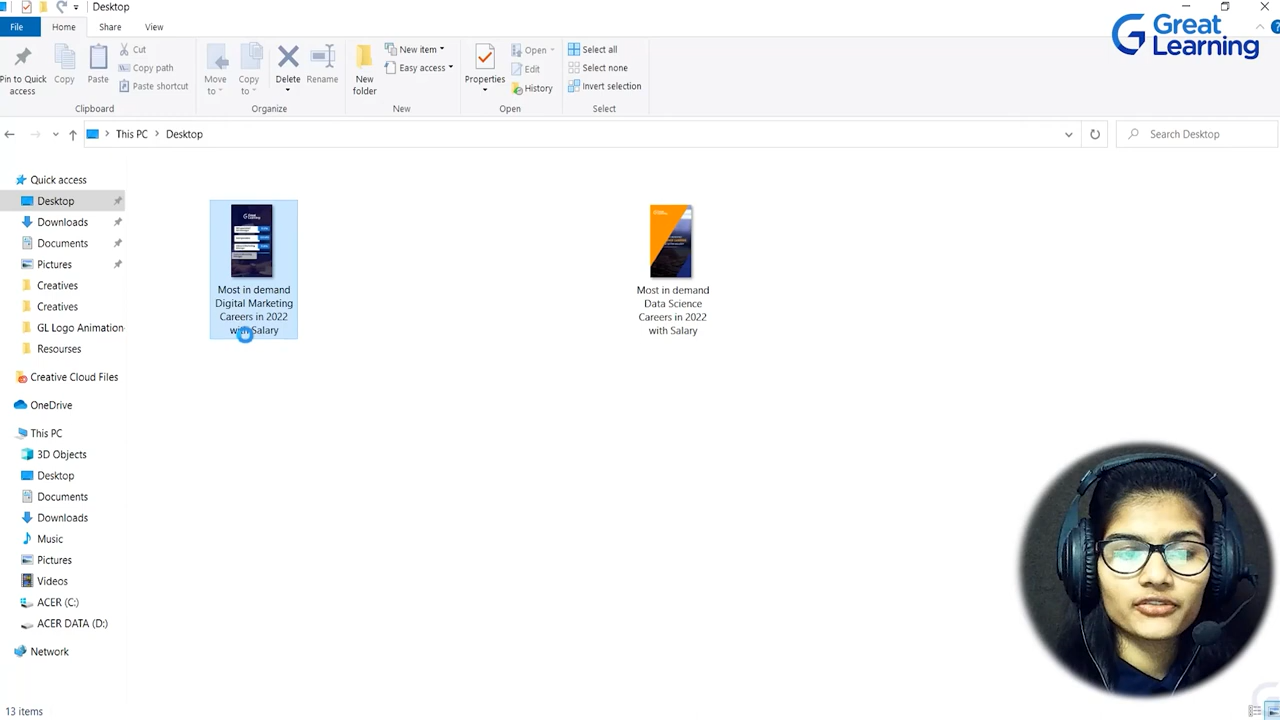 Desktop
File
Home
Share
View
Great
Learning
Pin to Quick
access
Copy
Paste
Cut
Copy path
Paste shortcut
Clipboard
Move
to
Copy
to
Delete
Rename
Organize
New
folder
New item
Easy access
New
Properties
Open
Edit
History
Open
Select all
Select none
Invert selection
Select
This PC > Desktop
Search Desktop
Quick access
Desktop
Downloads
Documents
Pictures
Creatives
Creatives
GL Logo Animation
Resourses
Creative Cloud Files
OneDrive
This PC
3D Objects
Desktop
Documents
Downloads
Music
Pictures
Videos
ACER (C:)
ACER DATA (D:)
Network
Great
Learning
Most in demand
Digital Marketing
Careers in 2022
with Salary
Most in demand
Data Science
Careers in 2022
with Salary
13 items